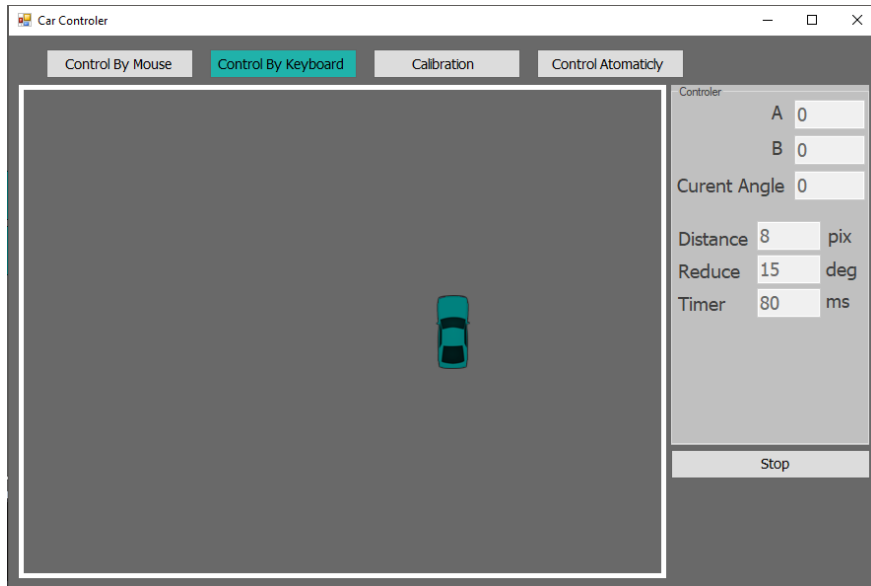 Car Controler
Control By Mouse
Control By Keyboard
Calibration
Control Atomaticly
Controler
A 0
B 0
Curent Angle 0
Distance 8 pix
Reduce 15 deg
Timer 80 ms
Stop